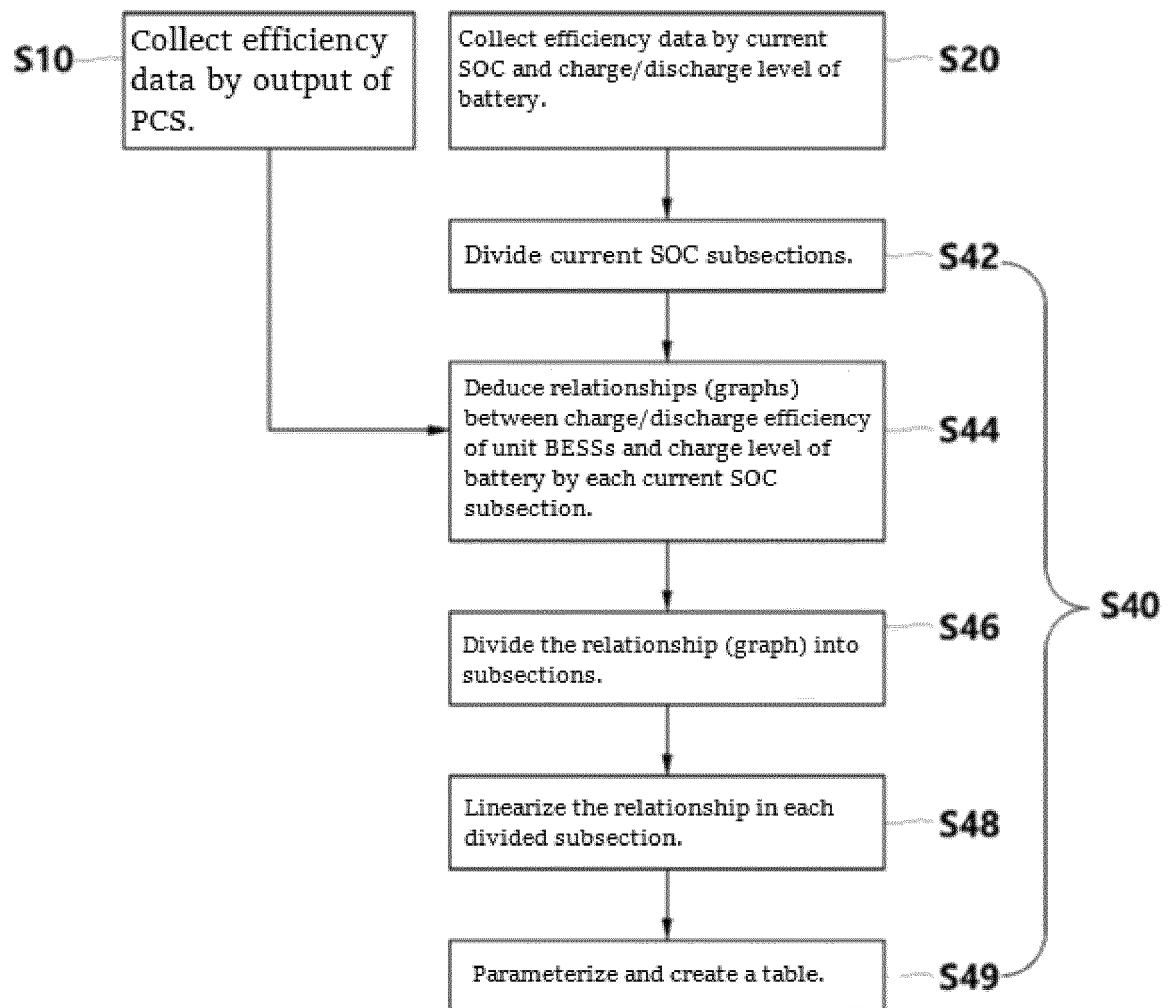 S10
Collect efficiency
data by output of
PCS.
Collect efficiency data by current
SOC and charge/discharge level of
battery.
S20
Divide current SOC subsections.
S42
Deduce relationships (graphs)
between charge/discharge efficiency
of unit BESSs and charge level of
battery by each current SOC
subsection.
S44
S40
Divide the relationship (graph) into
subsections.
S46
Linearize the relationship in each
divided subsection.
S48
Parameterize and create a table.
S49